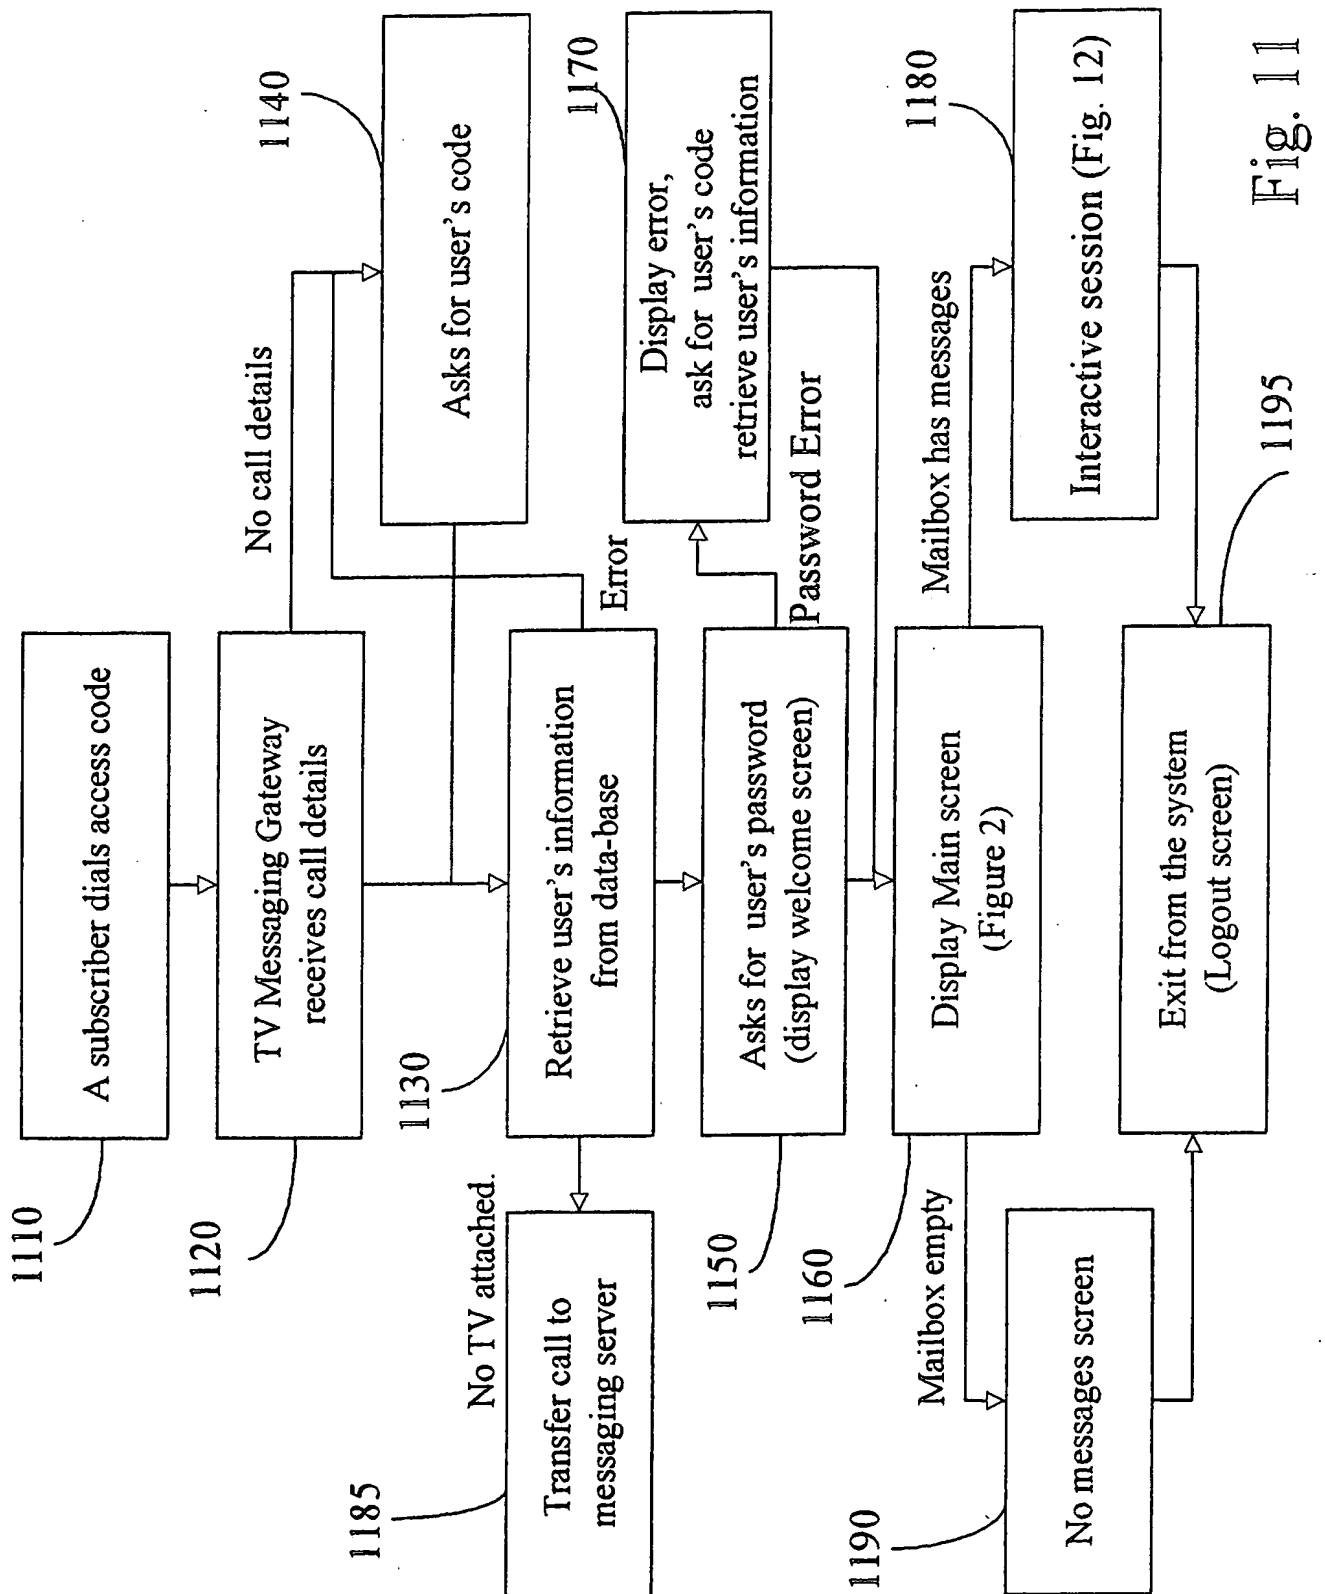 1110
A subscriber dials access code
1120
TV Messaging Gateway
receives call details
No call details
1140
Asks for user's code
1130
Retrieve user's information
from data-base
Error
No TV attached.
1185
Transfer call to
messaging server
1150
Asks for user's password
(display welcome screen)
Password Error
1170
Display error,
ask for user's code
retrieve user's information
1160
Display Main screen
(Figure 2)
Mailbox empty
Mailbox has messages
1190
No messages screen
1180
Interactive session (Fig. 12)
Exit from the system
(Logout screen)
1195
Fig. 11